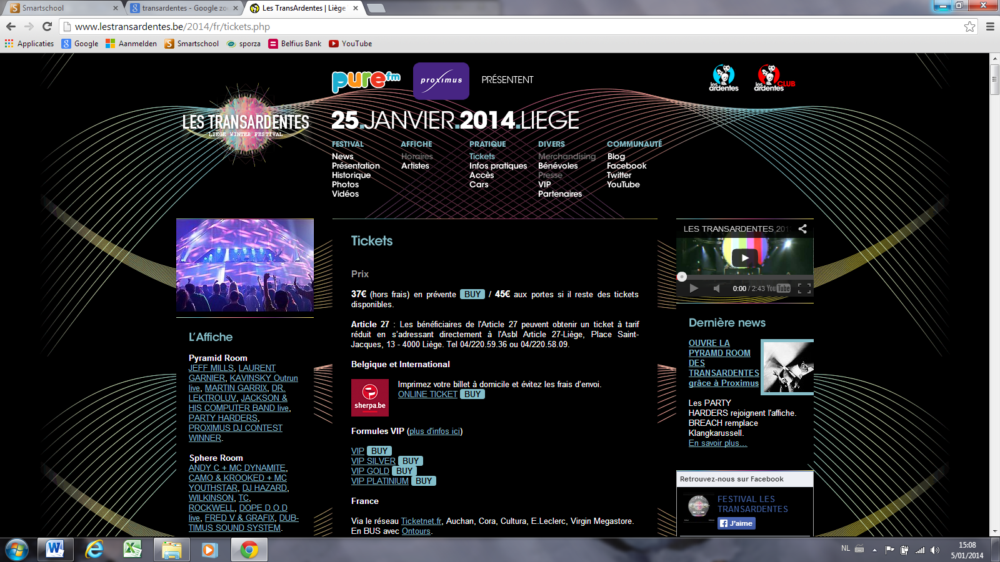 Smartschool
transardentes - Google zo
Les TransArdentes | Liège
www.lestransardentes.be/2014/fr/tickets.php
Applicaties
Google
Aanmelden
Smartschool
sporza
Belfius Bank
YouTube
pure fm
proximus
PRÉSENTENT
les ardentes
les ardentes CLUB
LES TRANSARDENTES
LIEGE WINTER FESTIVAL
25.JANVIER.2014.LIEGE
FESTIVAL
News
Présentation
Historique
Photos
Vidéos
AFFICHE
Horaires
Artistes
PRATIQUE
Tickets
Infos pratiques
Accès
Cars
DIVERS
Merchandising
Bénévoles
Presse
VIP
Partenaires
COMMUNAUTÉ
Blog
Facebook
Twitter
YouTube
L'Affiche
Pyramid Room
JEFF MILLS, LAURENT
GARNIER, KAVINSKY Outrun
live, MARTIN GARRIX, DR.
LEKTROLUV, JACKSON &
HIS COMPUTER BAND live,
PARTY HARDERS,
PROXIMUS DJ CONTEST
WINNER.
Sphere Room
ANDY C + MC DYNAMITE,
CAMO & KROOKED + MC
YOUTHSTAR, DJ HAZARD,
WILKINSON, TC,
ROCKWELL, DOPE D.O.D
live, FRED V & GRAFIX, DUB-
TIMUS SOUND SYSTEM.
Tickets
Prix
37€ (hors frais) en prévente BUY / 45€ aux portes si il reste des tickets
disponibles.
Article 27 : Les bénéficiaires de l'Article 27 peuvent obtenir un ticket à tarif
réduit en s'adressant directement à l'Asbl Article 27-Liège, Place Saint-
Jacques, 13 - 4000 Liège. Tel 04/220.59.36 ou 04/220.58.09.
Belgique et International
sherpa.be
Imprimez votre billet à domicile et évitez les frais d'envoi.
ONLINE TICKET BUY
Formules VIP (plus d'infos ici)
VIP BUY
VIP SILVER BUY
VIP GOLD BUY
VIP PLATINIUM BUY
France
Via le réseau Ticketnet.fr, Auchan, Cora, Cultura, E.Leclerc, Virgin Megastore.
En BUS avec Ontours.
LES TRANSARDENTES 201
0:00 / 2:43 YouTube
Dernière news
OUVRE LA
PYRAMD ROOM
DES
TRANSARDENTES
grâce à Proximus
Les PARTY
HARDERS rejoignent l'affiche.
BREACH remplace
Klangkarussell.
En savoir plus...
Retrouvez-nous sur Facebook
FESTIVAL LES
TRANSARDENTES
J'aime
NL
15:08
5/01/2014